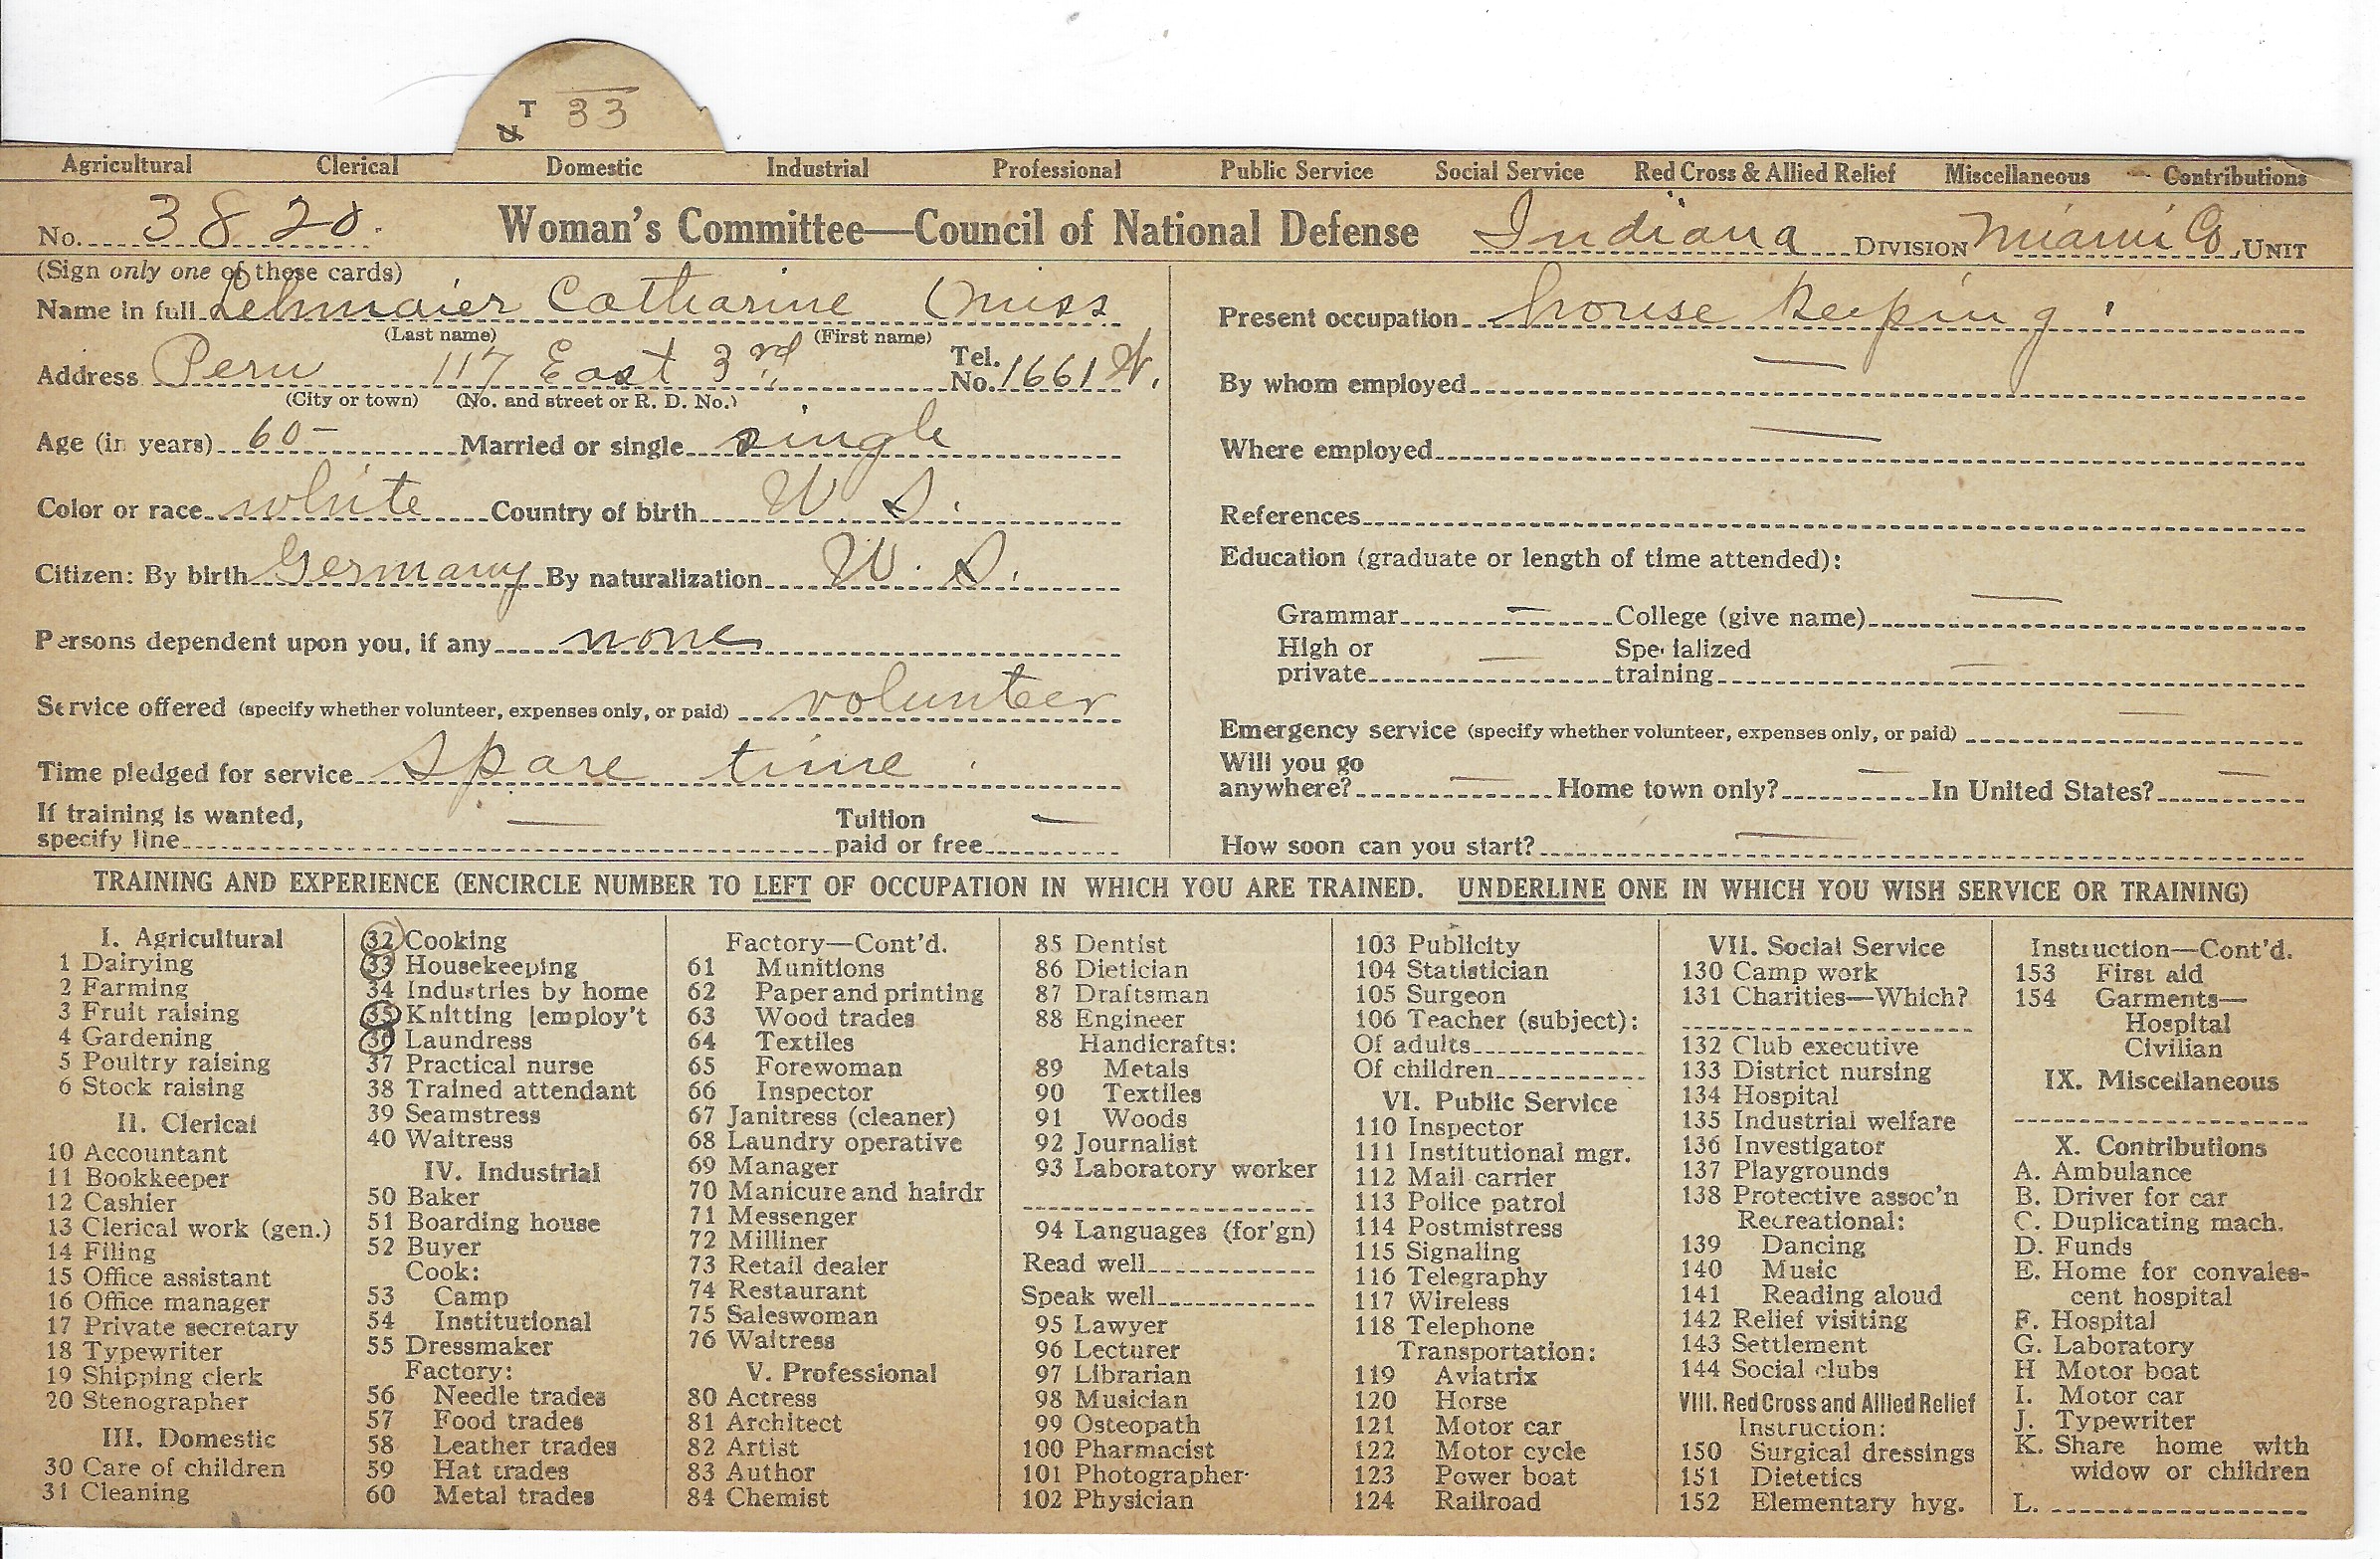 T 33
U
Agricultural Clerical Domestic Industrial Professional Public Service Social Service Red Cross & Allied Relief Miscellaneous Contributions
No. 3820. Woman's Committee—Council of National Defense Indiana DIVISION Miami Co UNIT
(Sign only one of these cards)
Name in full Lehmaier Catharine (Miss
(Last name) (First name)
Address Peru 117 East 3rd Tel. No. 1661 W.
(City or town) (No. and street or R. D. No.)
Age (in years) 60– Married or single single
Color or race white Country of birth U S.
Citizen: By birth Germany By naturalization U. S.
Persons dependent upon you, if any none
Service offered (specify whether volunteer, expenses only, or paid) volunteer
Time pledged for service Spare time.
If training is wanted, specify line — Tuition paid or free —
Present occupation house keeping
By whom employed —
Where employed —
References
Education (graduate or length of time attended):
Grammar — College (give name) —
High or private — Specialized training —
Emergency service (specify whether volunteer, expenses only, or paid) —
Will you go anywhere? — Home town only? — In United States? —
How soon can you start? —
TRAINING AND EXPERIENCE (ENCIRCLE NUMBER TO LEFT OF OCCUPATION IN WHICH YOU ARE TRAINED. UNDERLINE ONE IN WHICH YOU WISH SERVICE OR TRAINING)
I. Agricultural
1 Dairying
2 Farming
3 Fruit raising
4 Gardening
5 Poultry raising
6 Stock raising
II. Clerical
10 Accountant
11 Bookkeeper
12 Cashier
13 Clerical work (gen.)
14 Filing
15 Office assistant
16 Office manager
17 Private secretary
18 Typewriter
19 Shipping clerk
20 Stenographer
III. Domestic
30 Care of children
31 Cleaning
32 Cooking
33 Housekeeping
34 Industries by home
35 Knitting [employ't
36 Laundress
37 Practical nurse
38 Trained attendant
39 Seamstress
40 Waitress
IV. Industrial
50 Baker
51 Boarding house
52 Buyer
Cook:
53 Camp
54 Institutional
55 Dressmaker
Factory:
56 Needle trades
57 Food trades
58 Leather trades
59 Hat trades
60 Metal trades
Factory—Cont'd.
61 Munitions
62 Paper and printing
63 Wood trades
64 Textiles
65 Forewoman
66 Inspector
67 Janitress (cleaner)
68 Laundry operative
69 Manager
70 Manicure and hairdr
71 Messenger
72 Milliner
73 Retail dealer
74 Restaurant
75 Saleswoman
76 Waitress
V. Professional
80 Actress
81 Architect
82 Artist
83 Author
84 Chemist
85 Dentist
86 Dietician
87 Draftsman
88 Engineer
Handicrafts:
89 Metals
90 Textiles
91 Woods
92 Journalist
93 Laboratory worker
94 Languages (for'gn)
Read well
Speak well
95 Lawyer
96 Lecturer
97 Librarian
98 Musician
99 Osteopath
100 Pharmacist
101 Photographer
102 Physician
103 Publicity
104 Statistician
105 Surgeon
106 Teacher (subject):
Of adults
Of children
VI. Public Service
110 Inspector
111 Institutional mgr.
112 Mail carrier
113 Police patrol
114 Postmistress
115 Signaling
116 Telegraphy
117 Wireless
118 Telephone
Transportation:
119 Aviatrix
120 Horse
121 Motor car
122 Motor cycle
123 Power boat
124 Railroad
VII. Social Service
130 Camp work
131 Charities—Which?
132 Club executive
133 District nursing
134 Hospital
135 Industrial welfare
136 Investigator
137 Playgrounds
138 Protective assoc'n
Recreational:
139 Dancing
140 Music
141 Reading aloud
142 Relief visiting
143 Settlement
144 Social clubs
VIII. Red Cross and Allied Relief
Instruction:
150 Surgical dressings
151 Dietetics
152 Elementary hyg.
Instruction—Cont'd.
153 First aid
154 Garments—
Hospital
Civilian
IX. Miscellaneous
X. Contributions
A. Ambulance
B. Driver for car
C. Duplicating mach.
D. Funds
E. Home for convales-
cent hospital
F. Hospital
G. Laboratory
H Motor boat
I. Motor car
J. Typewriter
K. Share home with
widow or children
L.